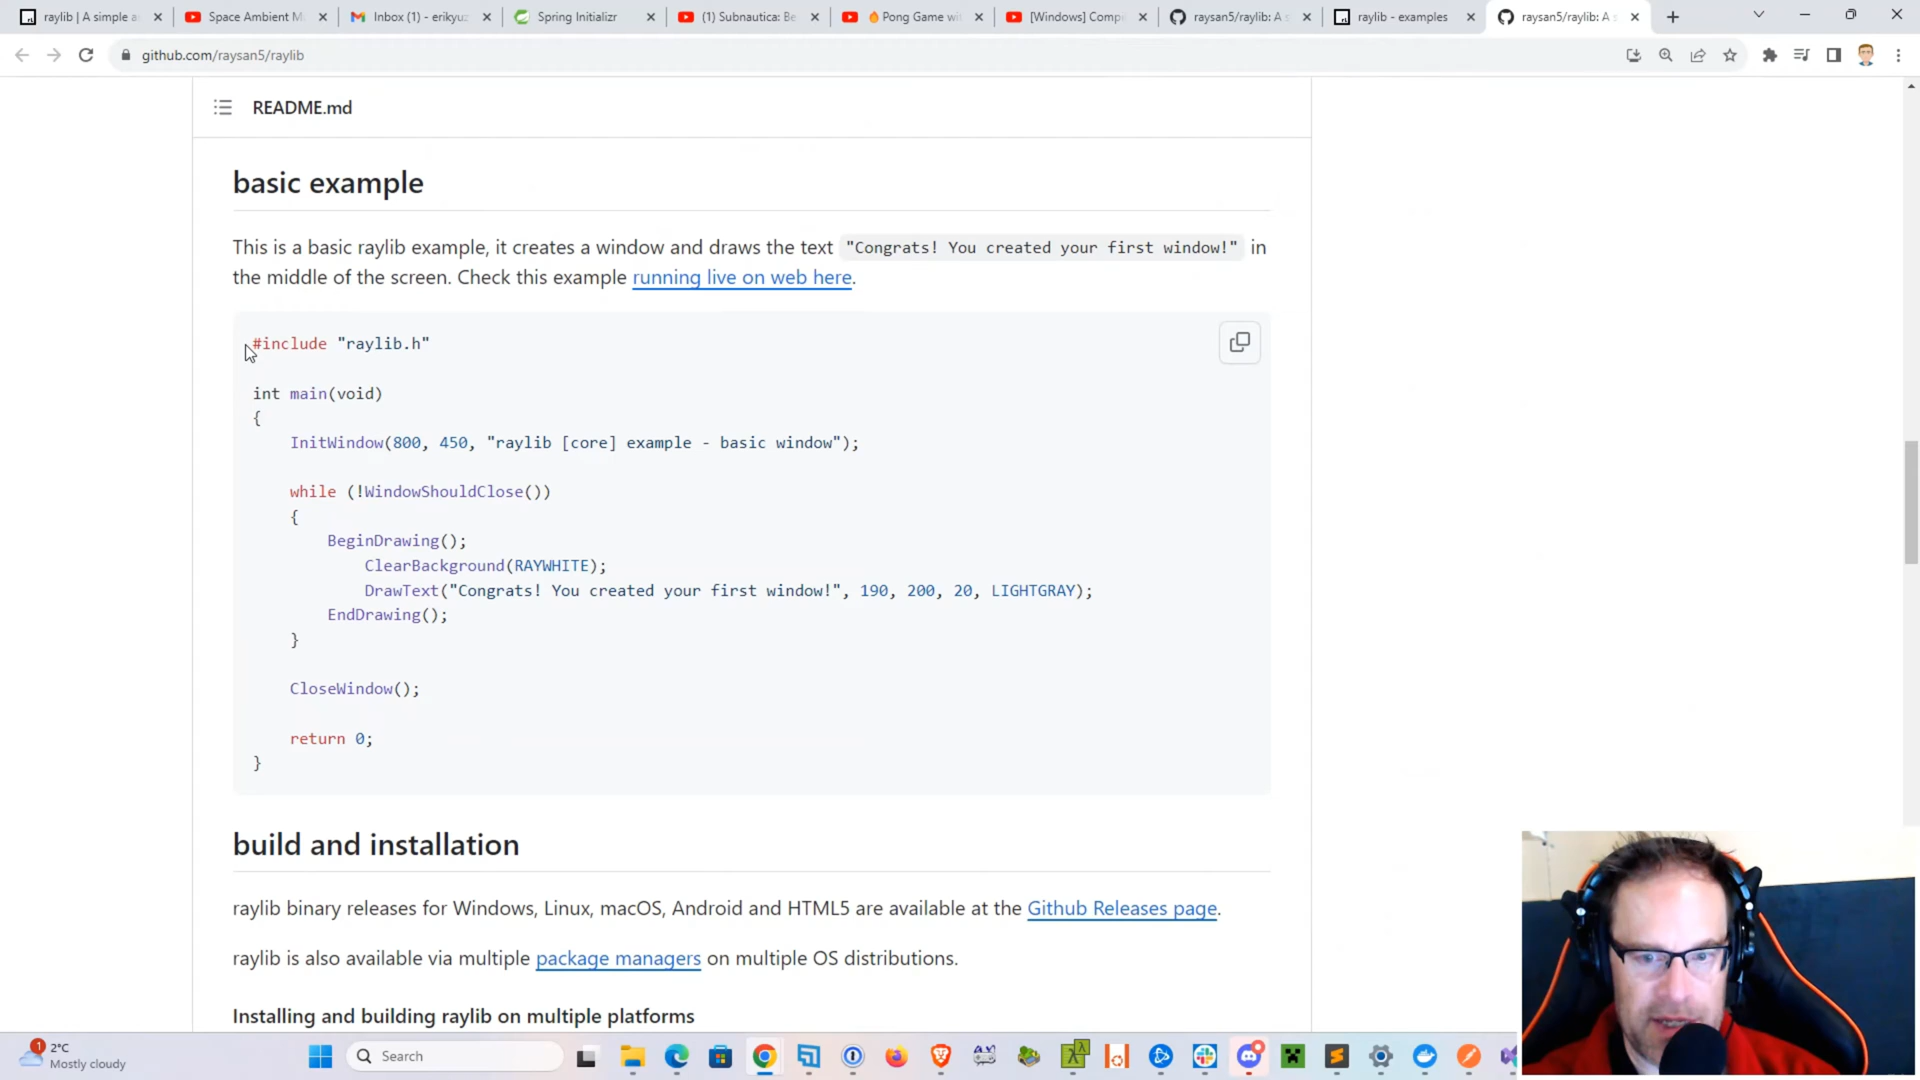 raylib | A simple a
Space Ambient M
Inbox (1) - erikyuz
Spring Initializr
(1) Subnautica: Be
Pong Game wit
[Windows] Compi
raysan5/raylib: A s
raylib - examples
raysan5/raylib: A s
github.com/raysan5/raylib
README.md
basic example
This is a basic raylib example, it creates a window and draws the text "Congrats! You created your first window!" in
the middle of the screen. Check this example running live on web here.
#include "raylib.h"
int main(void)
{
InitWindow(800, 450, "raylib [core] example - basic window");
while (!WindowShouldClose())
{
BeginDrawing();
ClearBackground(RAYWHITE);
DrawText("Congrats! You created your first window!", 190, 200, 20, LIGHTGRAY);
EndDrawing();
}
CloseWindow();
return 0;
}
build and installation
raylib binary releases for Windows, Linux, macOS, Android and HTML5 are available at the Github Releases page.
raylib is also available via multiple package managers on multiple OS distributions.
Installing and building raylib on multiple platforms
1
2°C
Mostly cloudy
Search